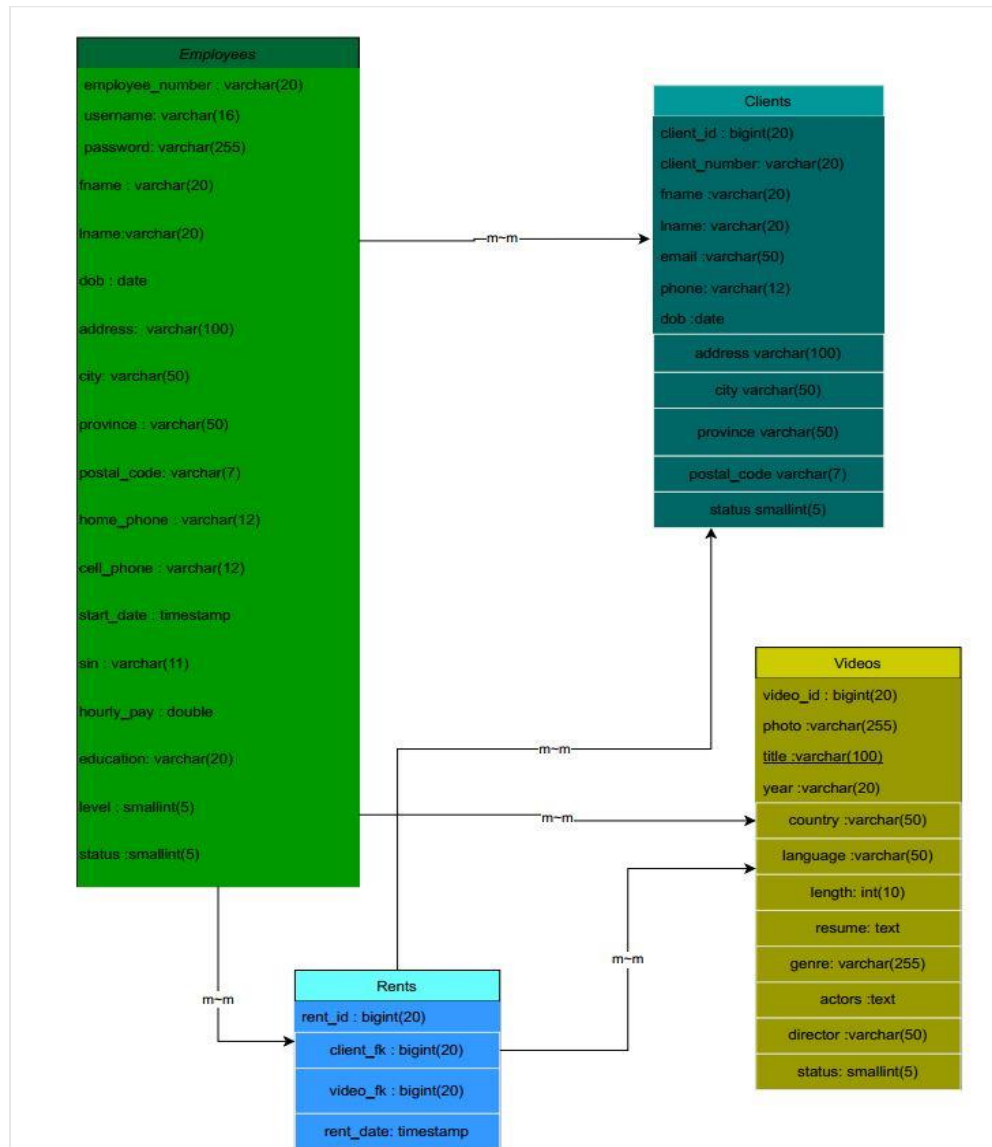 Employees
employee_number : varchar(20)
username: varchar(16)
password: varchar(255)
fname : varchar(20)
lname:varchar(20)
dob : date
address:  varchar(100)
city: varchar(50)
province : varchar(50)
postal_code: varchar(7)
home_phone : varchar(12)
cell_phone : varchar(12)
start_date : timestamp
sin : varchar(11)
hourly_pay : double
education: varchar(20)
level : smallint(5)
status :smallint(5)
m~m
Clients
client_id : bigint(20)
client_number: varchar(20)
fname :varchar(20)
lname: varchar(20)
email :varchar(50)
phone: varchar(12)
dob :date
address varchar(100)
city varchar(50)
province varchar(50)
postal_code varchar(7)
status smallint(5)
m~m
m~m
Videos
video_id : bigint(20)
photo :varchar(255)
title :varchar(100)
year :varchar(20)
country :varchar(50)
language :varchar(50)
length: int(10)
resume: text
genre: varchar(255)
actors :text
director :varchar(50)
status: smallint(5)
m~m
m~m
Rents
rent_id : bigint(20)
client_fk : bigint(20)
video_fk : bigint(20)
rent_date: timestamp